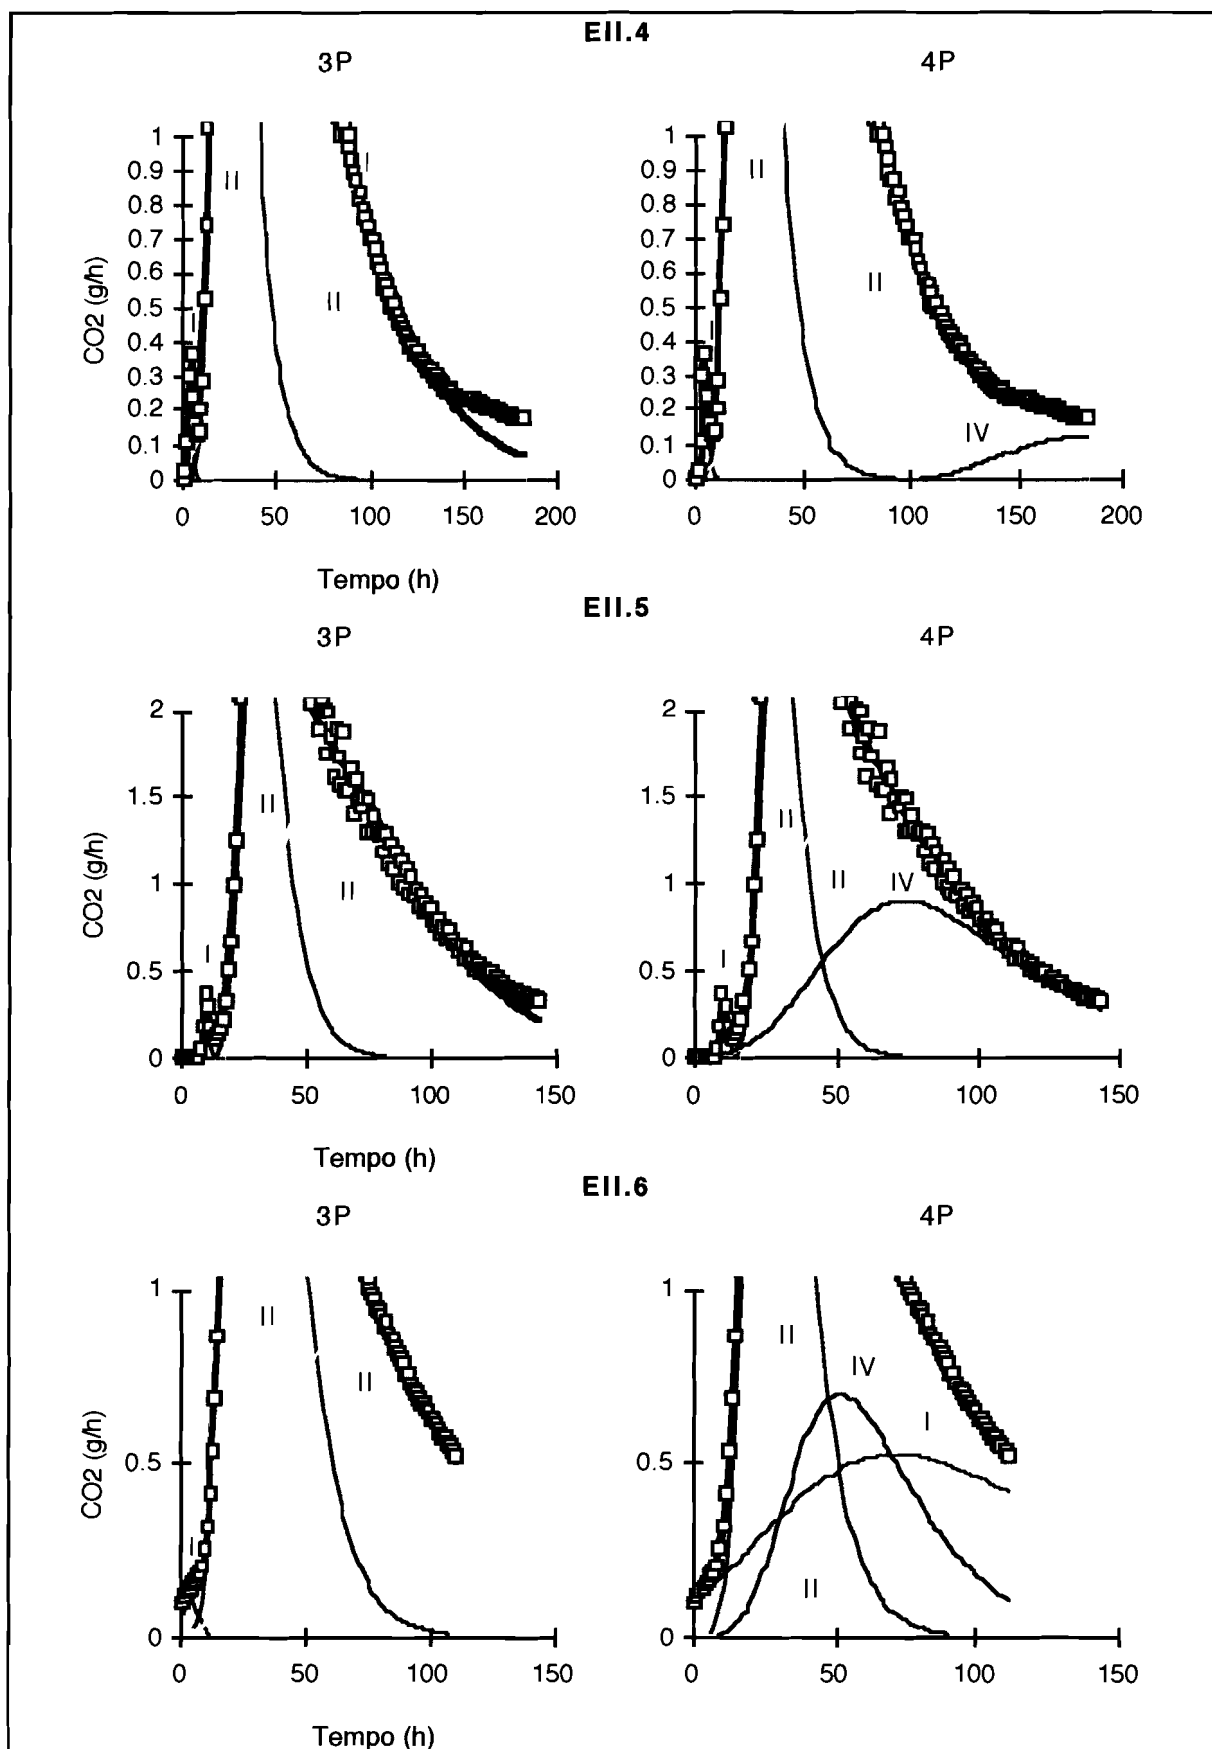 EII.4
3P 4P
CO2 (g/h)
1
0.9
0.8
0.7
0.6
0.5
0.4
0.3
0.2
0.1
0
II
I
II
I
0 50 100 150 200
II
II
I
IV
1
0.9
0.8
0.7
0.6
0.5
0.4
0.3
0.2
0.1
0
0 50 100 150 200
Tempo (h)
EII.5
3P 4P
CO2 (g/h)
2
1.5
1
0.5
0
II
II
I
0 50 100 150
2
1.5
1
0.5
0
II
II
IV
I
0 50 100 150
Tempo (h)
EII.6
3P 4P
CO2 (g/h)
1
0.5
0
II
II
I
0 50 100 150
1
0.5
0
II
IV
I
II
0 50 100 150
Tempo (h)